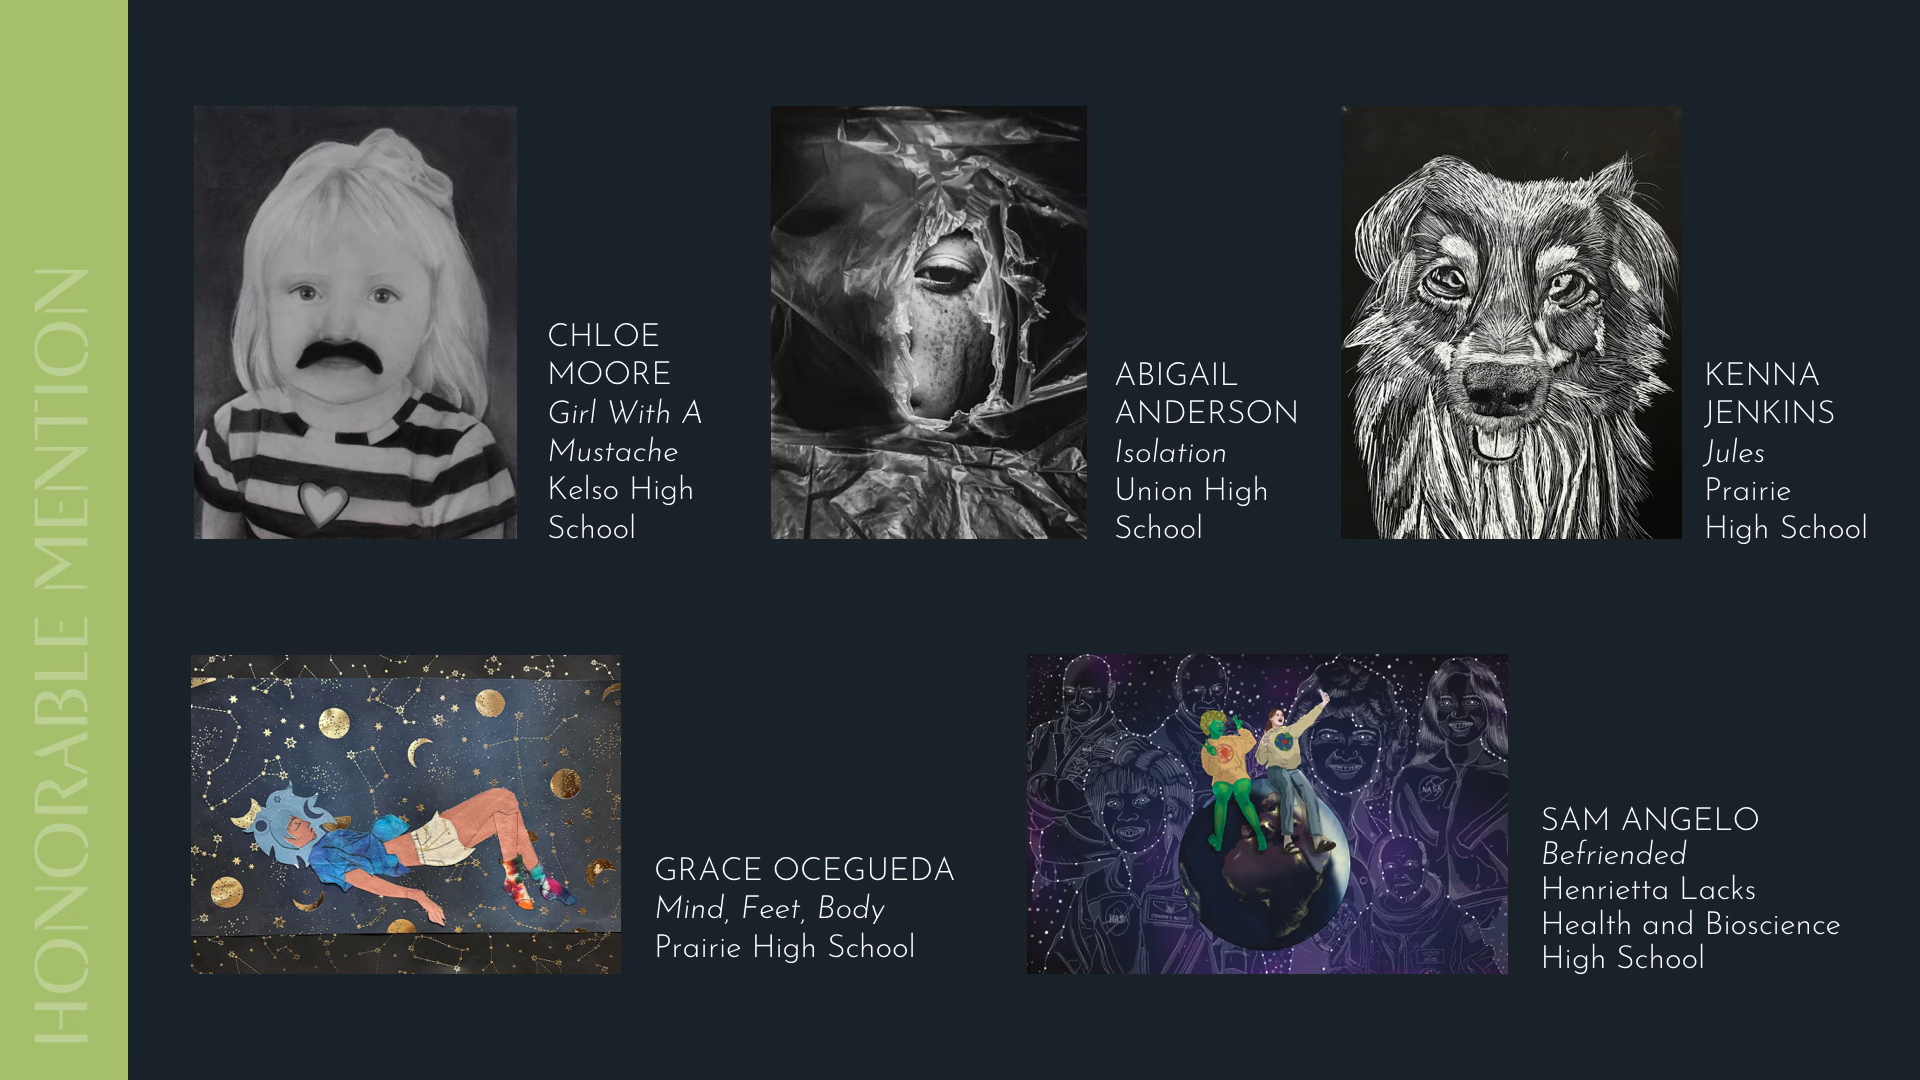 HONORABLE MENTION
CHLOE
MOORE
Girl With A
Mustache
Kelso High
School
ABIGAIL
ANDERSON
Isolation
Union High
School
KENNA
JENKINS
Jules
Prairie
High School
GRACE OCEGUEDA
Mind, Feet, Body
Prairie High School
NASA
NAS
SAM ANGELO
Befriended
Henrietta Lacks
Health and Bioscience
High School